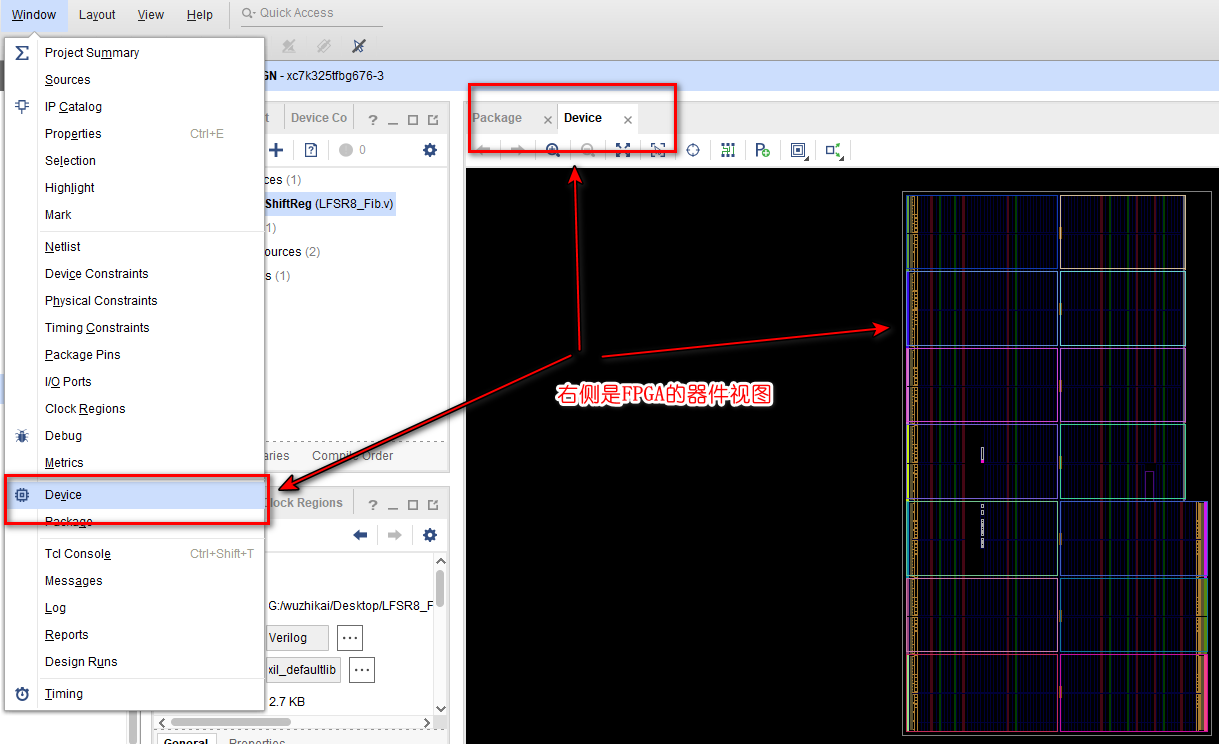 Window Layout View Help Quick Access
Project Summary
Sources
IP Catalog
Properties Ctrl+E
Selection
Highlight
Mark
Netlist
Device Constraints
Physical Constraints
Timing Constraints
Package Pins
I/O Ports
Clock Regions
Debug
Metrics
Device
Package
Tcl Console Ctrl+Shift+T
Messages
Log
Reports
Design Runs
Timing
GN - xc7k325tfbg676-3
t Device Co ?
0
ces (1)
ShiftReg (LFSR8_Fib.v)
1)
ources (2)
s (1)
aries Compile Order
Clock Regions ?
G:/wuzhikai/Desktop/LFSR8_F
Verilog ...
xil_defaultlib ...
2.7 KB
General Properties
Package Device
右侧是FPGA的器件视图